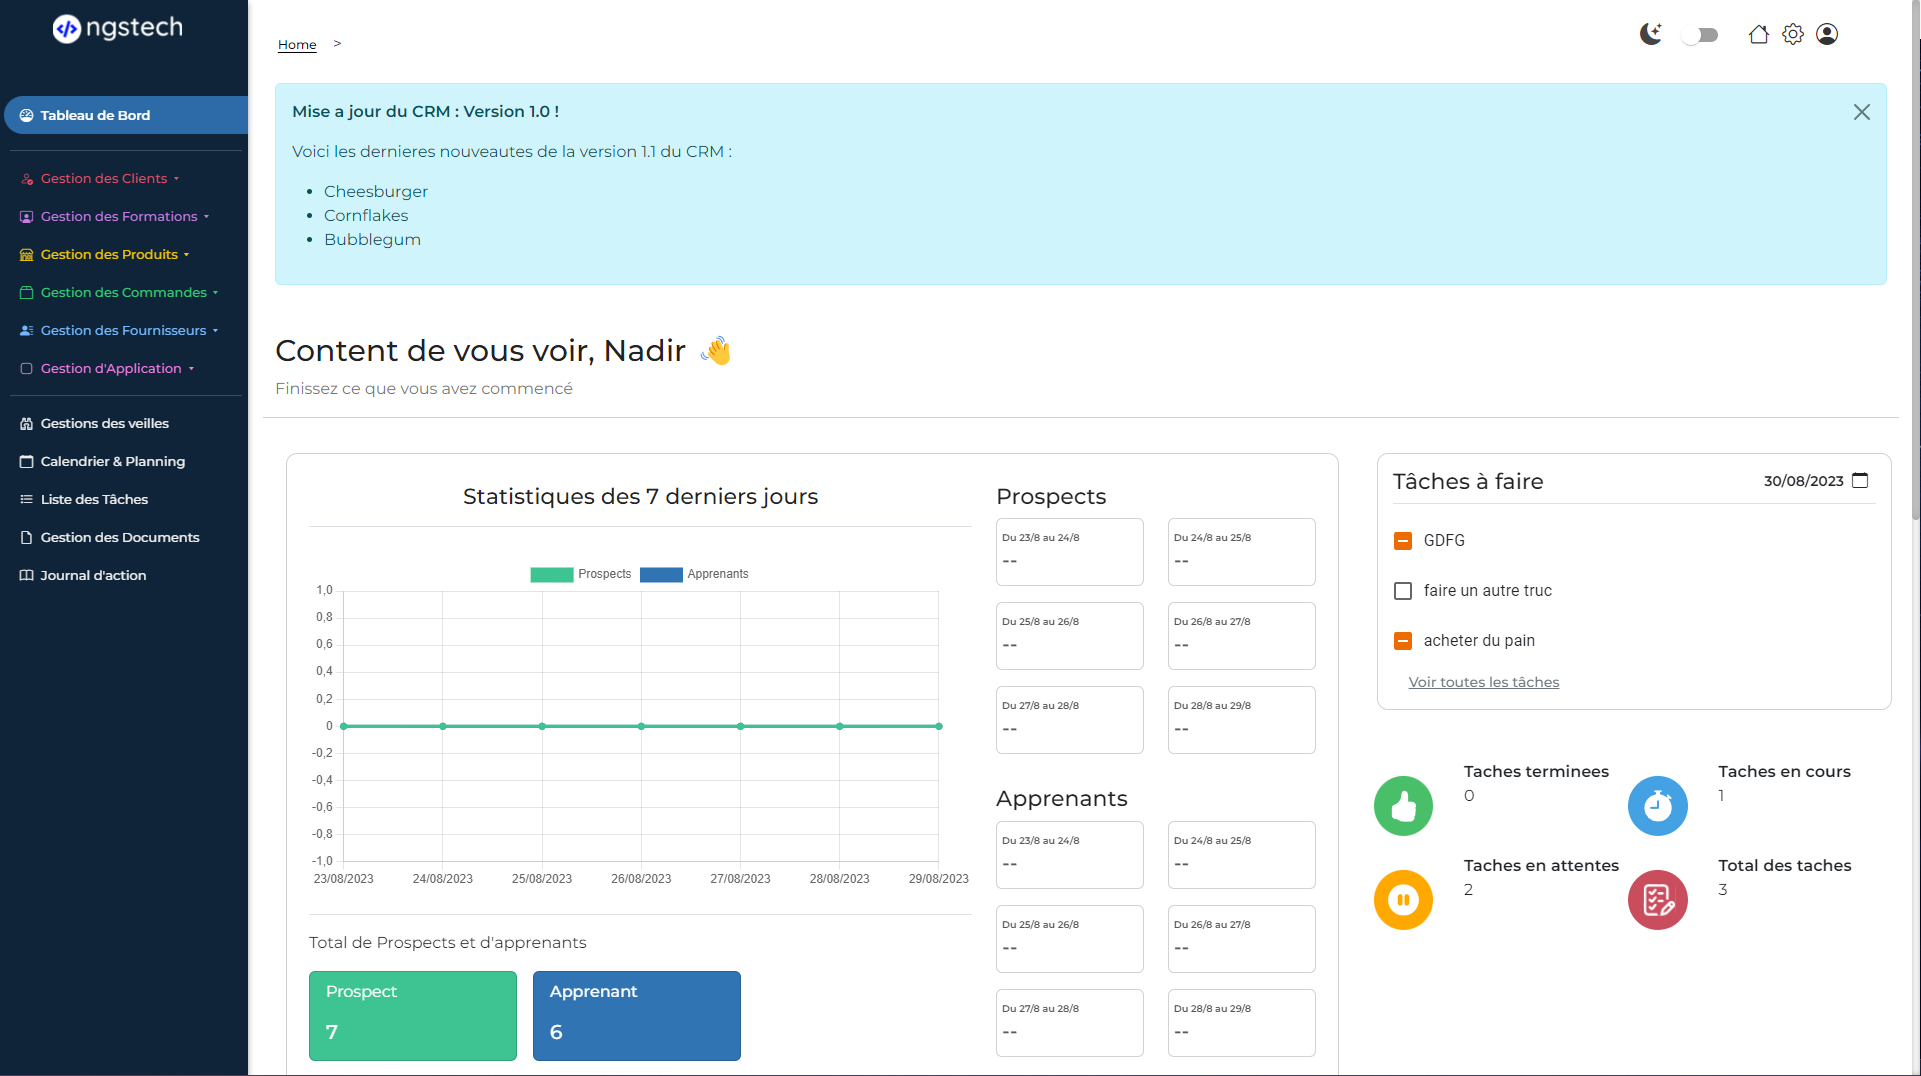 ngstech
Tableau de Bord
Gestion des Clients
Gestion des Formations
Gestion des Produits
Gestion des Commandes
Gestion des Fournisseurs
Gestion d'Application
Gestions des veilles
Calendrier & Planning
Liste des Tâches
Gestion des Documents
Journal d'action
Home >
Mise a jour du CRM : Version 1.0 !
Voici les dernieres nouveautes de la version 1.1 du CRM :
• Cheesburger
• Cornflakes
• Bubblegum
Content de vous voir, Nadir 👋
Finissez ce que vous avez commencé
Statistiques des 7 derniers jours
Prospects Apprenants
1,0
0,8
0,6
0,4
0,2
0
-0,2
-0,4
-0,6
-0,8
-1,0
23/08/2023 24/08/2023 25/08/2023 26/08/2023 27/08/2023 28/08/2023 29/08/2023
Total de Prospects et d'apprenants
Prospect
7
Apprenant
6
Prospects
Du 23/8 au 24/8
--
Du 24/8 au 25/8
--
Du 25/8 au 26/8
--
Du 26/8 au 27/8
--
Du 27/8 au 28/8
--
Du 28/8 au 29/8
--
Apprenants
Du 23/8 au 24/8
--
Du 24/8 au 25/8
--
Du 25/8 au 26/8
--
Du 26/8 au 27/8
--
Du 27/8 au 28/8
--
Du 28/8 au 29/8
--
Tâches à faire 30/08/2023
GDFG
faire un autre truc
acheter du pain
Voir toutes les tâches
Taches terminees
0
Taches en cours
1
Taches en attentes
2
Total des taches
3